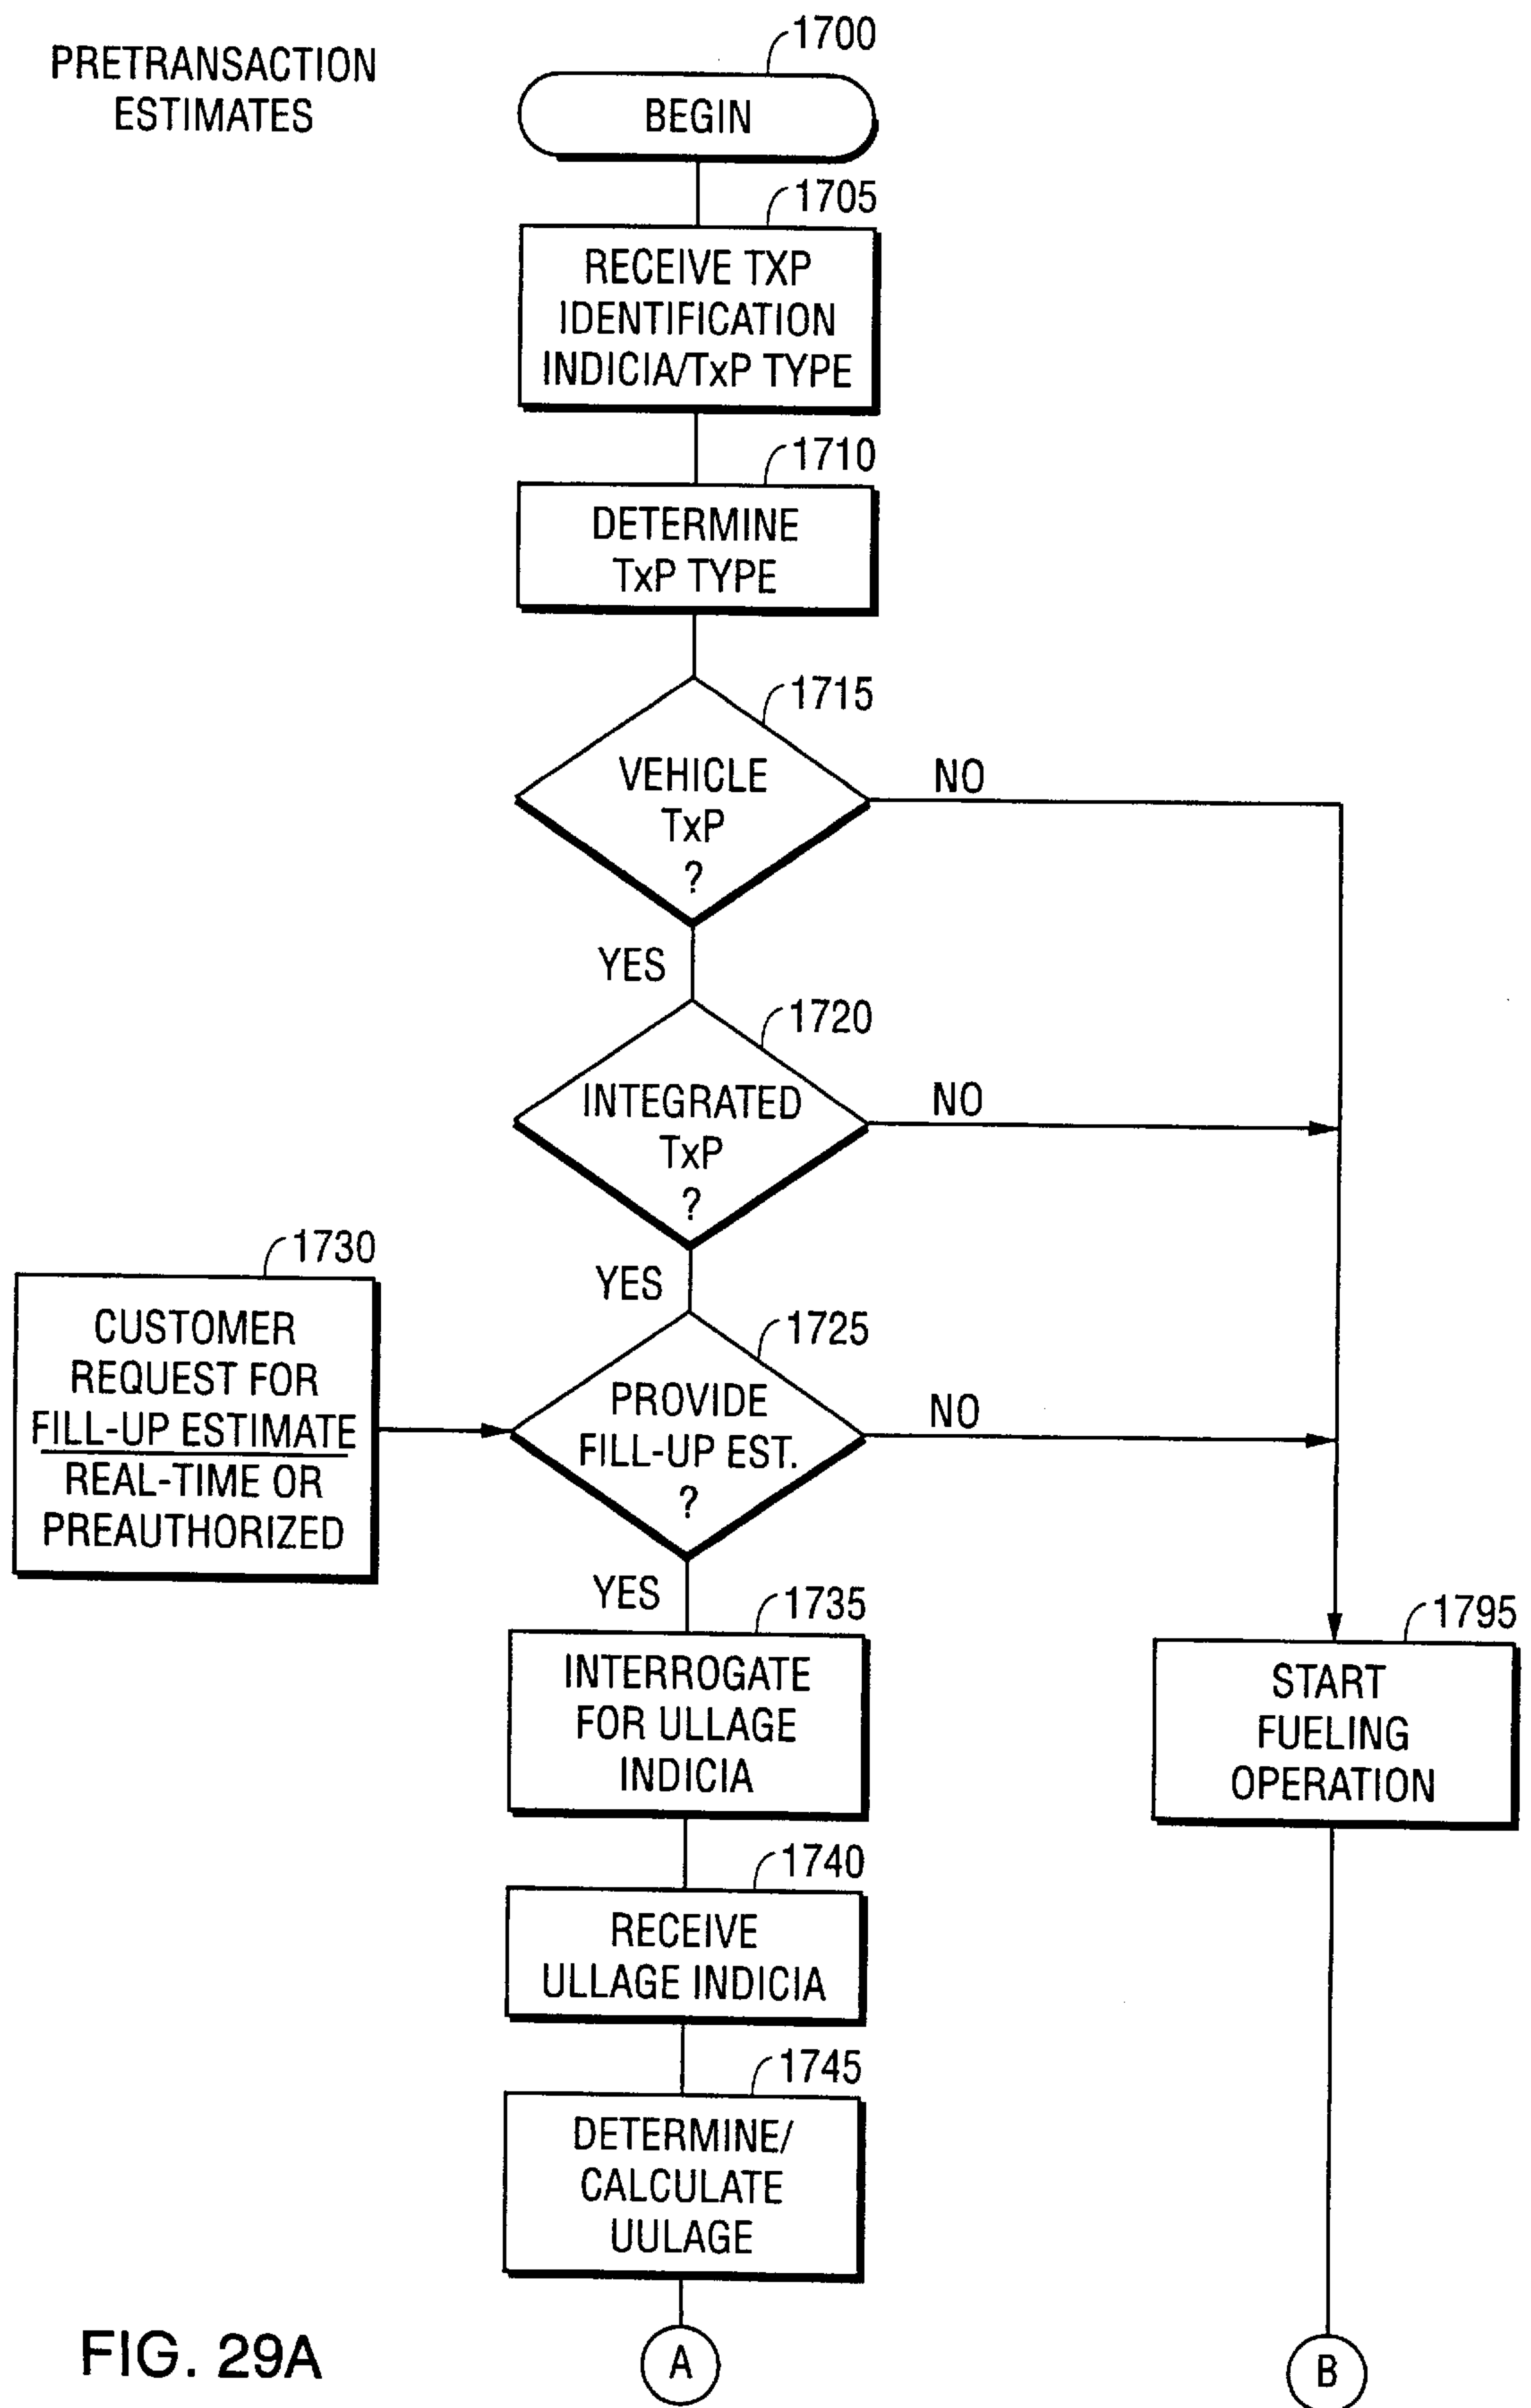 PRETRANSACTION
ESTIMATES
1700
BEGIN
1705
RECEIVE TXP
IDENTIFICATION
INDICIA/TxP TYPE
1710
DETERMINE
TxP TYPE
1715
VEHICLE
TxP
?
NO
YES
1720
INTEGRATED
TxP
?
NO
YES
1730
CUSTOMER
REQUEST FOR
FILL-UP ESTIMATE
REAL-TIME OR
PREAUTHORIZED
1725
PROVIDE
FILL-UP EST.
?
NO
YES
1735
INTERROGATE
FOR ULLAGE
INDICIA
1795
START
FUELING
OPERATION
1740
RECEIVE
ULLAGE INDICIA
1745
DETERMINE/
CALCULATE
UULAGE
FIG. 29A
A
B